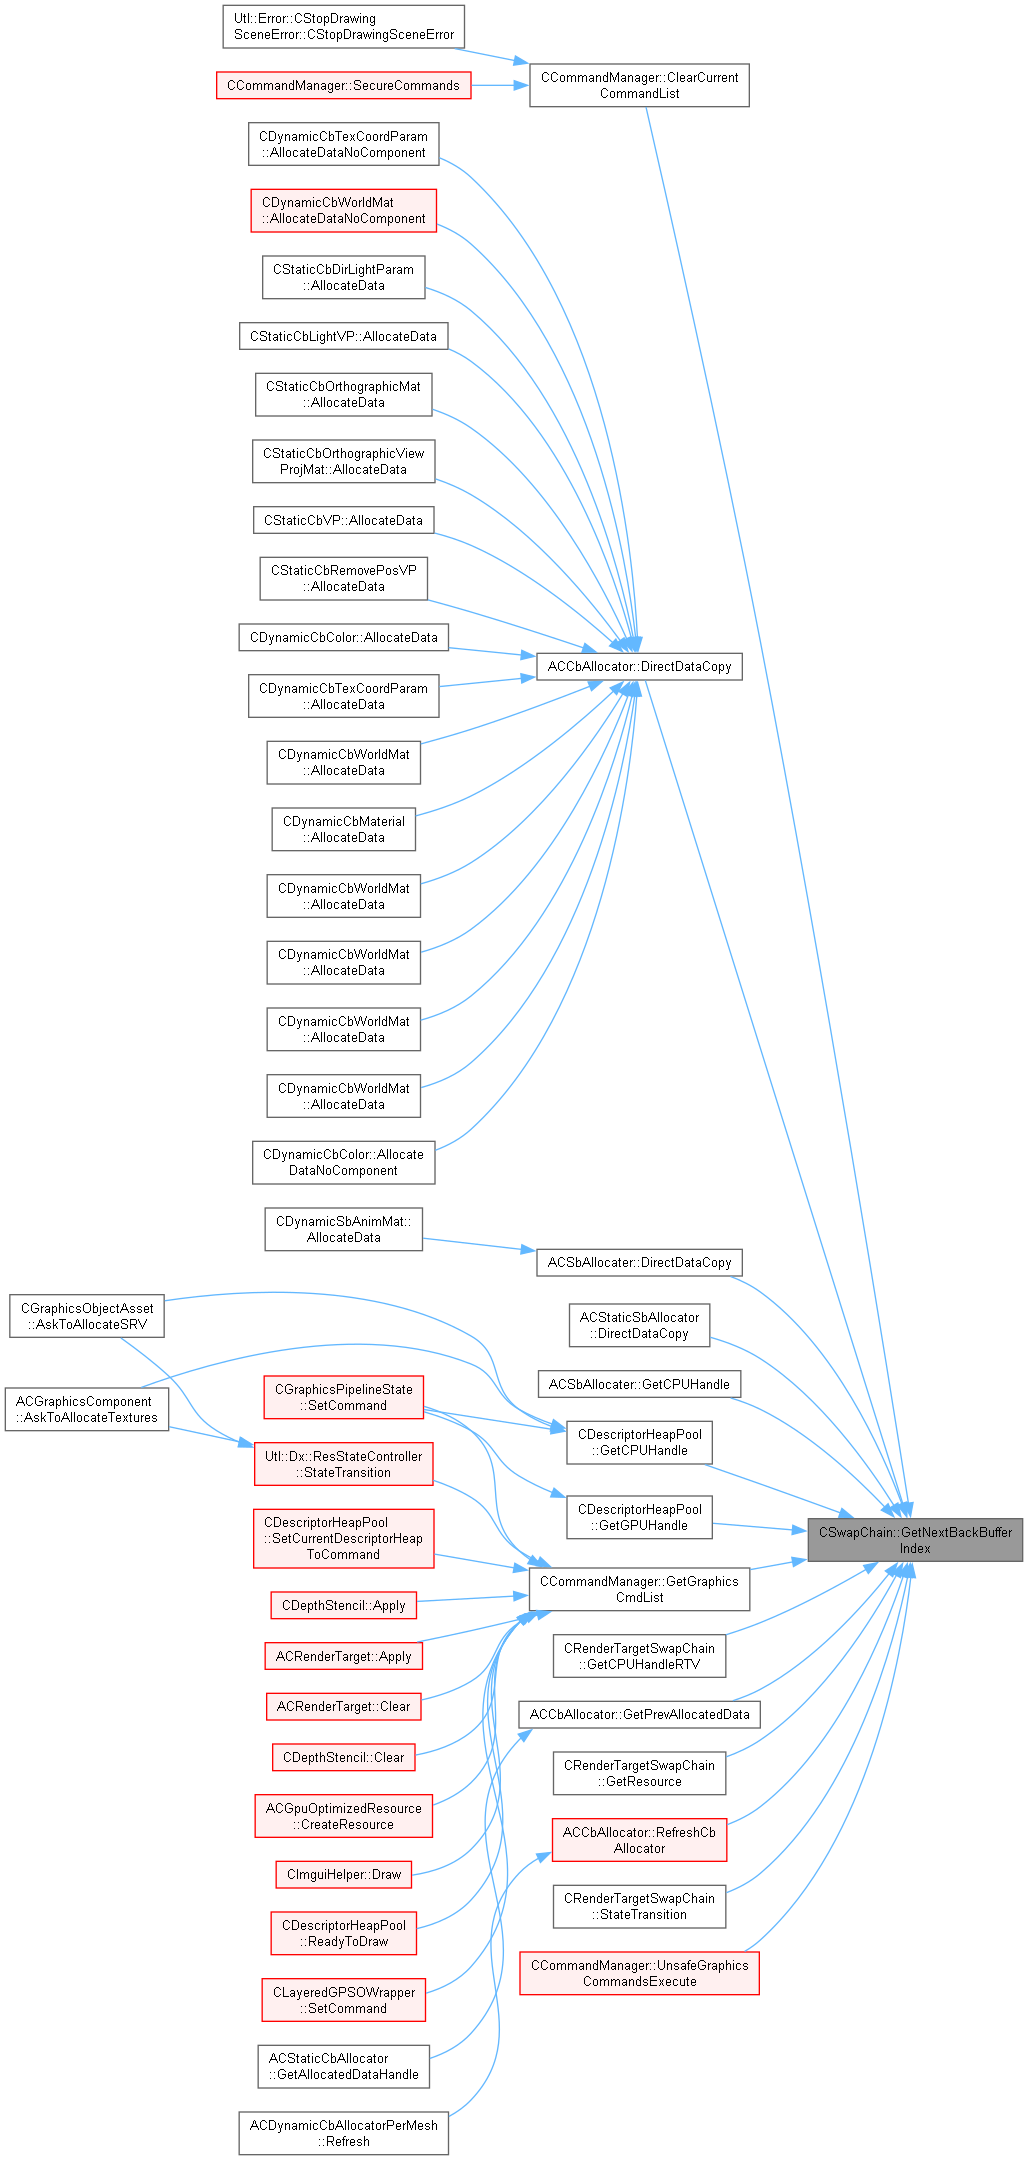 Utl::Error::CStopDrawing
SceneError::CStopDrawingSceneError
CCommandManager::ClearCurrent
CommandList
CCommandManager::SecureCommands
CDynamicCbTexCoordParam
::AllocateDataNoComponent
CDynamicCbWorldMat
::AllocateDataNoComponent
CStaticCbDirLightParam
::AllocateData
CStaticCbLightVP::AllocateData
CStaticCbOrthographicMat
::AllocateData
CStaticCbOrthographicView
ProjMat::AllocateData
CStaticCbVP::AllocateData
CStaticCbRemovePosVP
::AllocateData
CDynamicCbColor::AllocateData
ACCbAllocator::DirectDataCopy
CDynamicCbTexCoordParam
::AllocateData
CDynamicCbWorldMat
::AllocateData
CDynamicCbMaterial
::AllocateData
CDynamicCbWorldMat
::AllocateData
CDynamicCbWorldMat
::AllocateData
CDynamicCbWorldMat
::AllocateData
CDynamicCbWorldMat
::AllocateData
CDynamicCbColor::Allocate
DataNoComponent
CDynamicSbAnimMat::
AllocateData
ACSbAllocater::DirectDataCopy
CGraphicsObjectAsset
::AskToAllocateSRV
ACStaticSbAllocator
::DirectDataCopy
ACSbAllocater::GetCPUHandle
ACGraphicsComponent
::AskToAllocateTextures
CGraphicsPipelineState
::SetCommand
CDescriptorHeapPool
::GetCPUHandle
Utl::Dx::ResStateController
::StateTransition
CDescriptorHeapPool
::GetGPUHandle
CSwapChain::GetNextBackBuffer
Index
CDescriptorHeapPool
::SetCurrentDescriptorHeap
ToCommand
CCommandManager::GetGraphics
CmdList
CDepthStencil::Apply
ACRenderTarget::Apply
CRenderTargetSwapChain
::GetCPUHandleRTV
ACRenderTarget::Clear
ACCbAllocator::GetPrevAllocatedData
CDepthStencil::Clear
CRenderTargetSwapChain
::GetResource
ACGpuOptimizedResource
::CreateResource
ACCbAllocator::RefreshCb
Allocator
CImguiHelper::Draw
CRenderTargetSwapChain
::StateTransition
CDescriptorHeapPool
::ReadyToDraw
CCommandManager::UnsafeGraphics
CommandsExecute
CLayeredGPSOWrapper
::SetCommand
ACStaticCbAllocator
::GetAllocatedDataHandle
ACDynamicCbAllocatorPerMesh
::Refresh